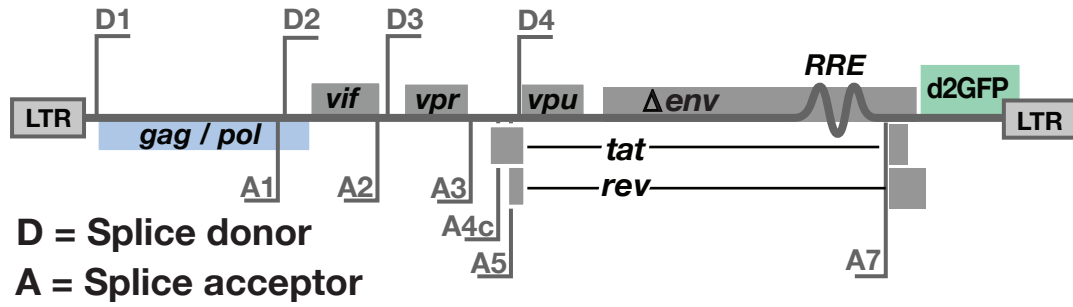 D1 D2 D3 D4
RRE
vif vpr vpu Δ env d2GFP
LTR LTR
gag / pol
tat
A1 A2 A3 rev
A4c
D = Splice donor
A5 A7
A = Splice acceptor